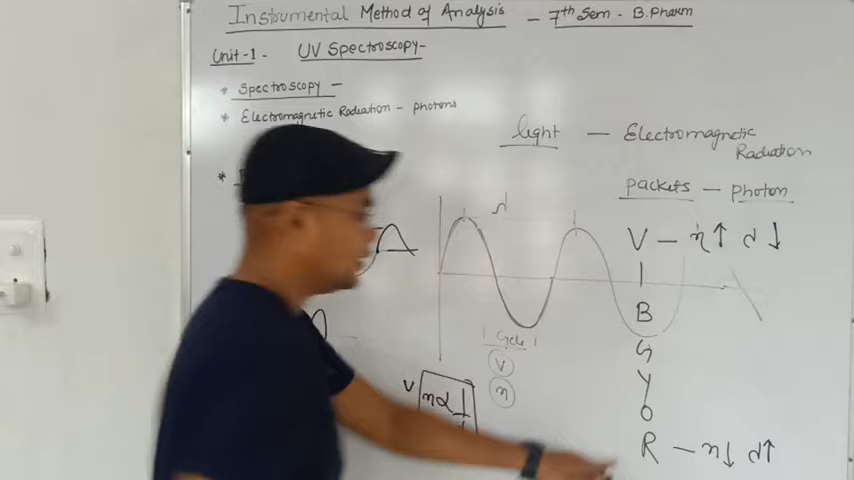 Instrumental Method of Analysis - 7th Sem - B.Pharm
Unit-1 - UV Spectroscopy-
* Spectroscopy -
* Electromagnetic Radiation - photons
light — Electromagnetic
Radiation
Packets — Photon
V — n↑ λ↓
I
B
G
Y
O
R — n↓ λ↑
λ
1 Cycle
V
n
V
n α 1